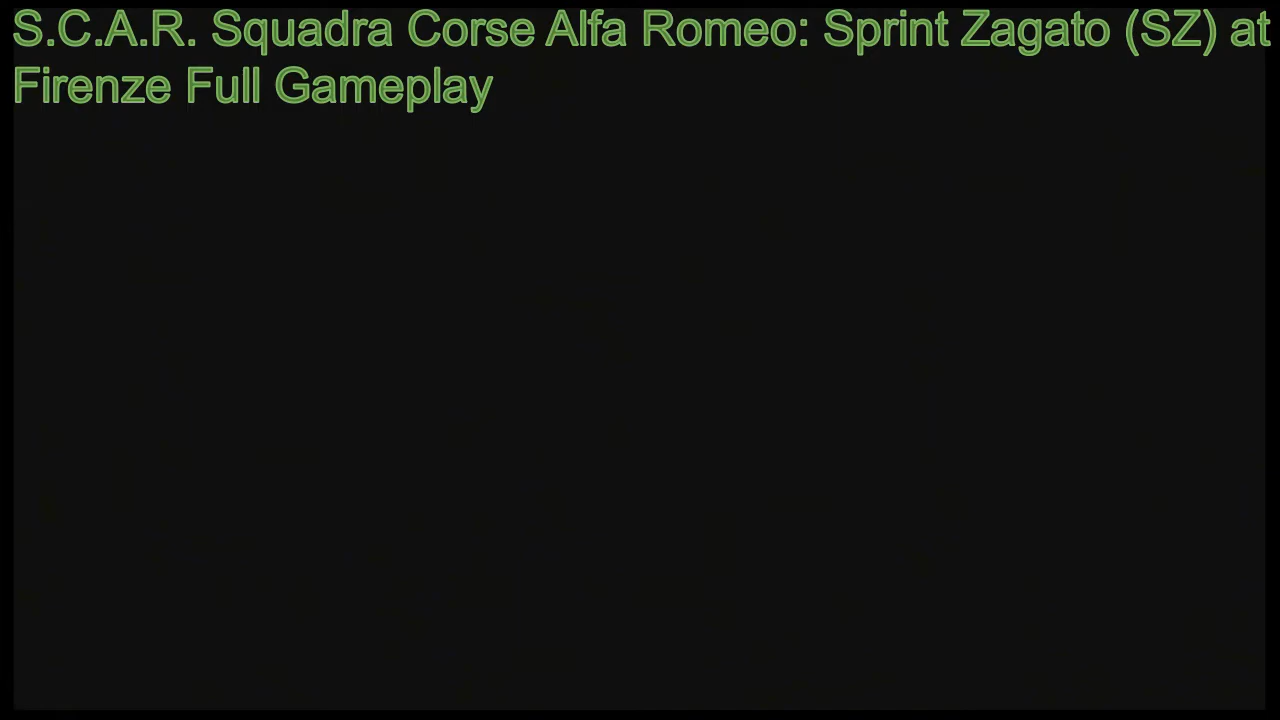 S.C.A.R. Squadra Corse Alfa Romeo: Sprint Zagato (SZ) at
Firenze Full Gameplay